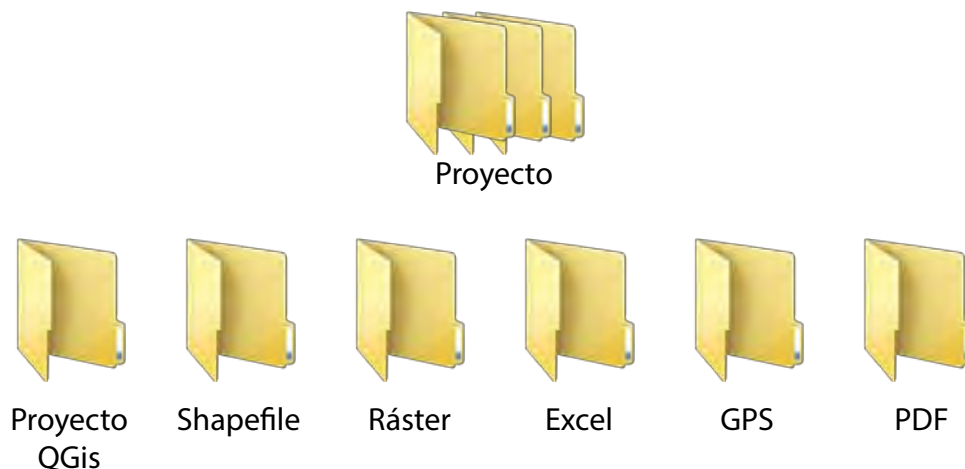 Proyecto
Proyecto
QGis
Shapefile
Ráster
Excel
GPS
PDF